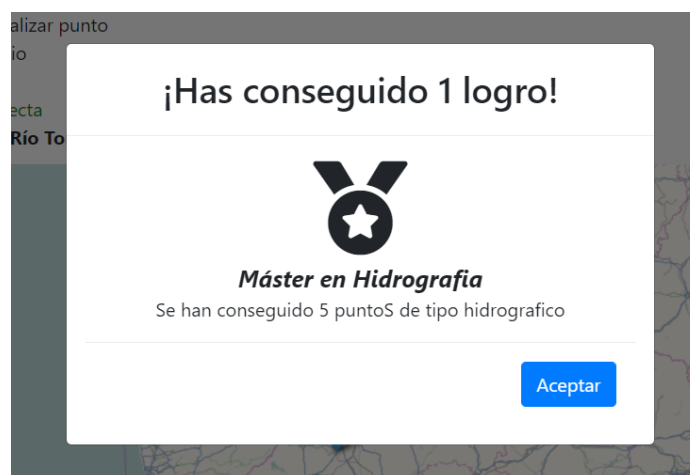 alizar punto
io
ecta
Río To
¡Has conseguido 1 logro!
Máster en Hidrografia
Se han conseguido 5 puntoS de tipo hidrografico
Aceptar